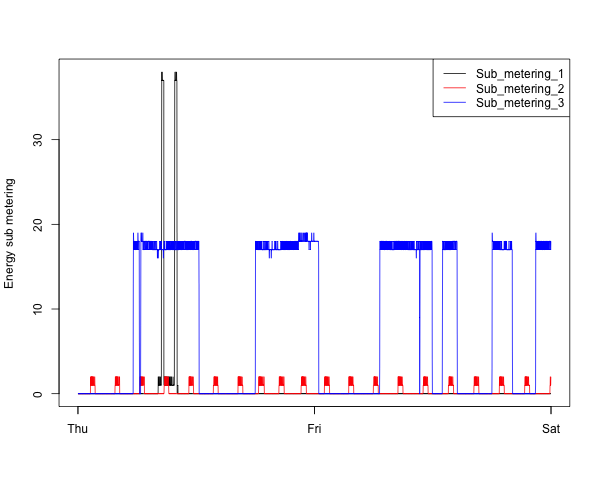 Sub_metering_1
Sub_metering_2
Sub_metering_3
Energy sub metering
30
20
10
0
Thu
Fri
Sat